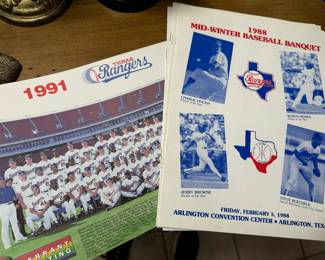 1991
TEXAS
Rangers
1988
MID-WINTER BASEBALL BANQUET
CHARLIE HOUGH
Rangers
RUBEN SIERRA
JERRY BROWNE
STEVE BUECHELE
FRIDAY, FEBRUARY 5, 1988
ARLINGTON CONVENTION CENTER • ARLINGTON, TEXAS
TARRANT